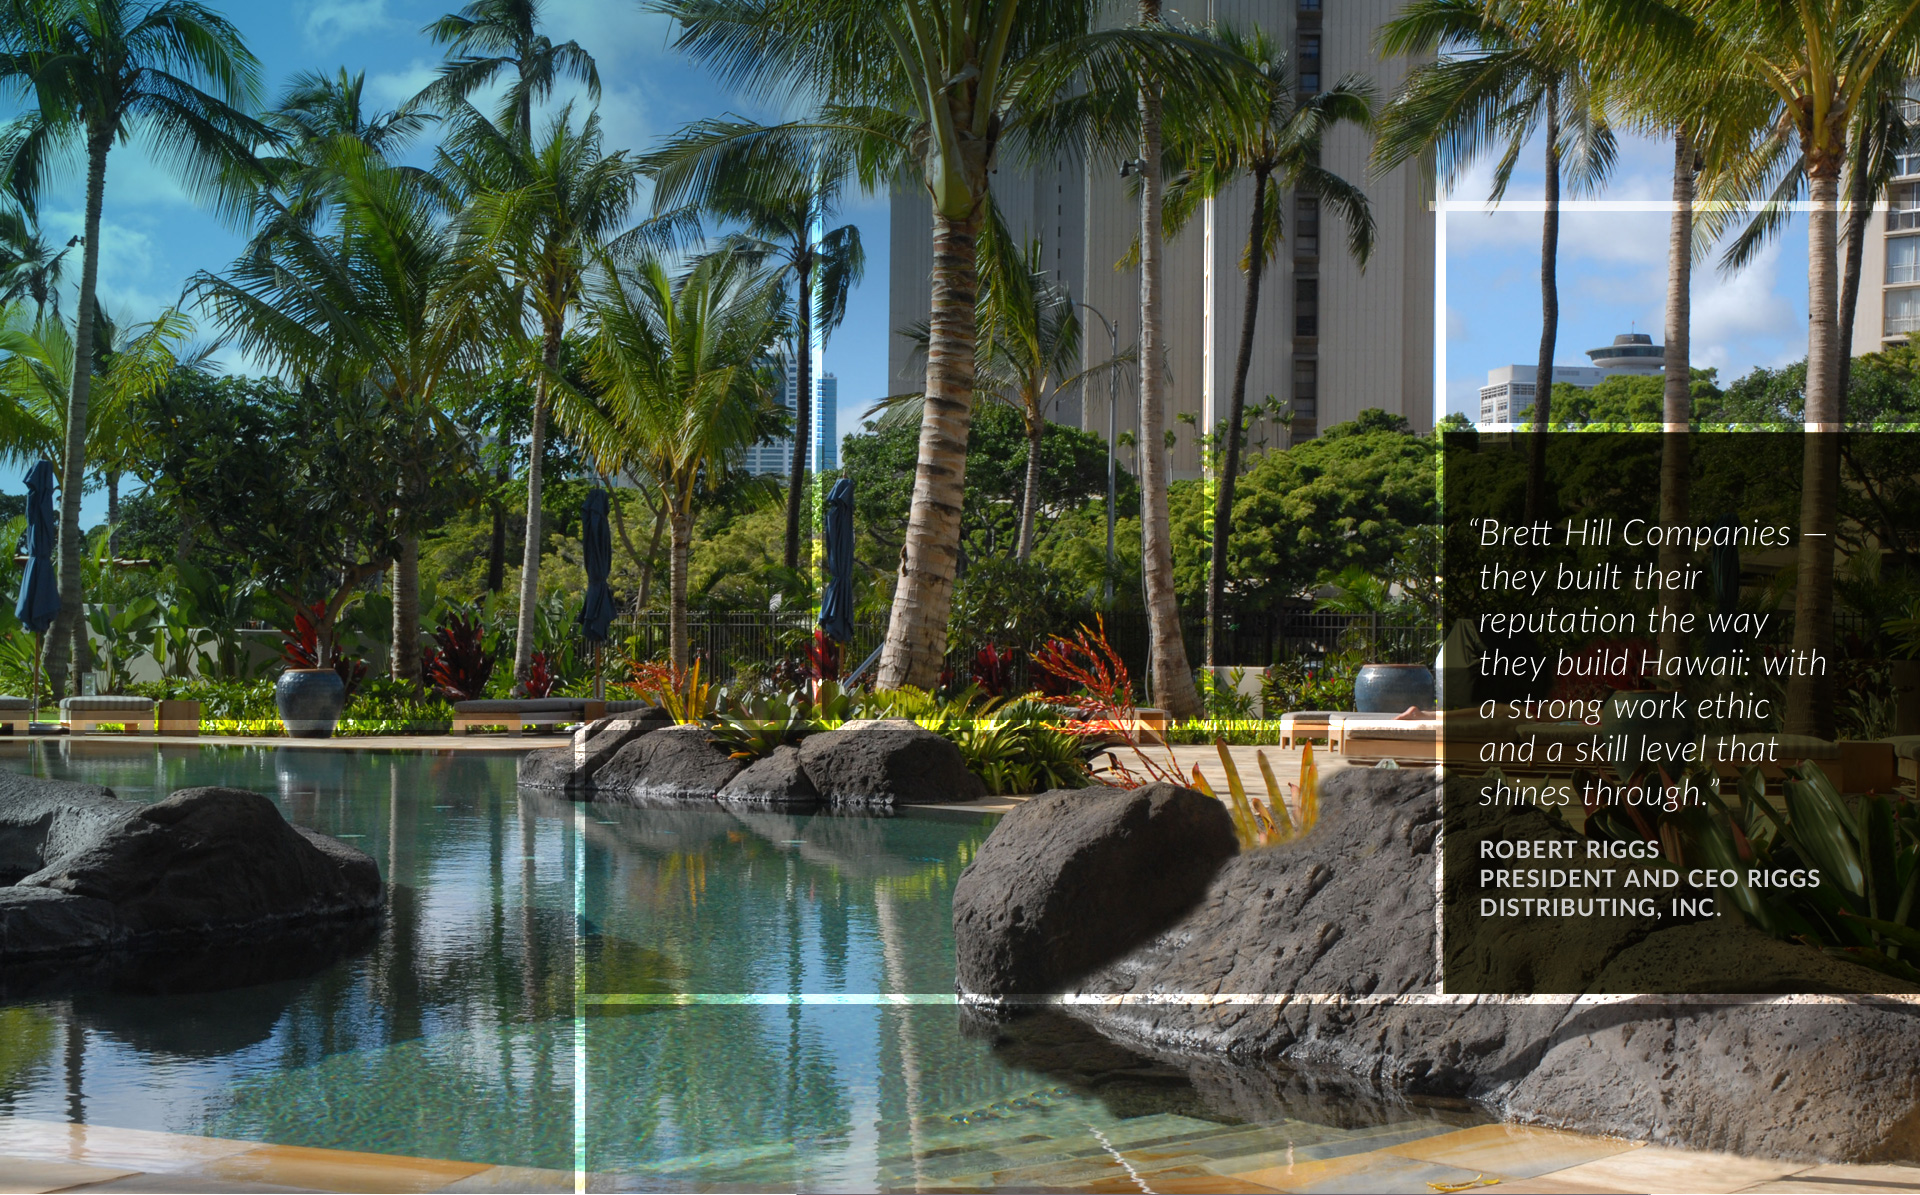 “Brett Hill Companies —
they built their
reputation the way
they build Hawaii: with
a strong work ethic
and a skill level that
shines through.”
ROBERT RIGGS
PRESIDENT AND CEO RIGGS
DISTRIBUTING, INC.